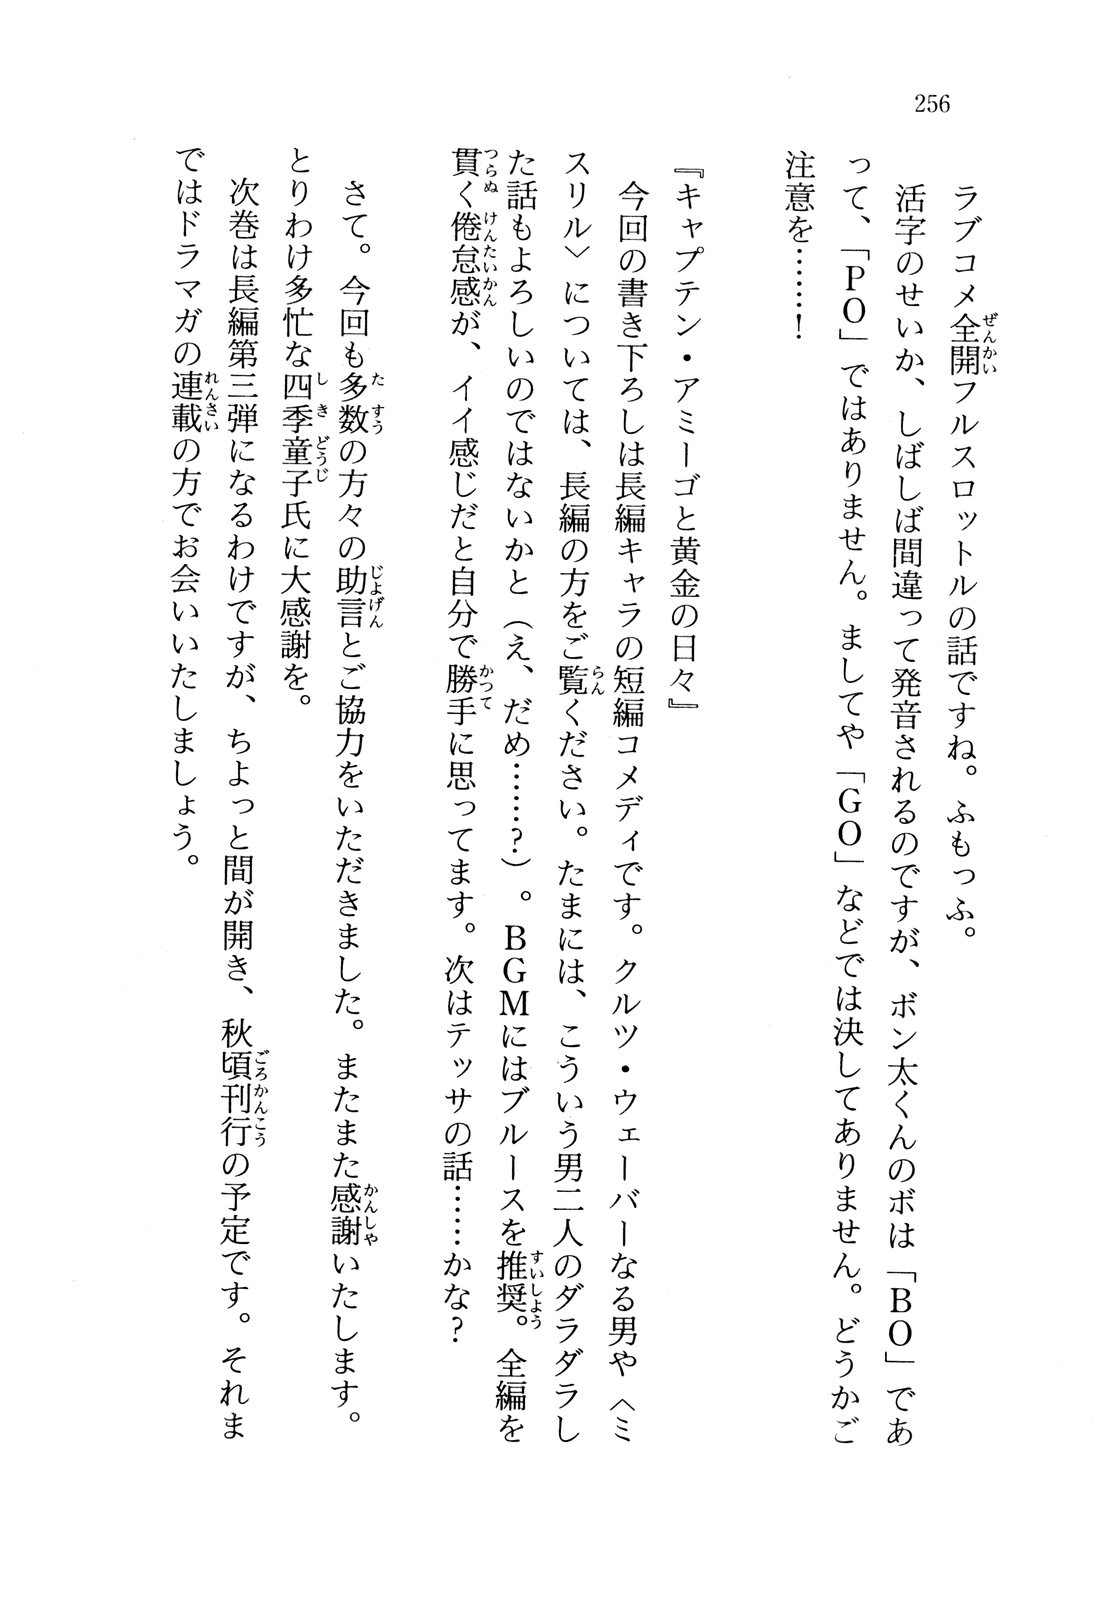 256
ラブコメ全開フルスロットルの話ですね。ふもっふ。
活字のせいか、しばしば間違って発音されるのですが、ボン太くんのボは「BO」であ
って、「PO」ではありません。ましてや「GO」などでは決してありません。どうかご
注意を……！
『キャプテン・アミーゴと黄金の日々』
今回の書き下ろしは長編キャラの短編コメディです。クルツ・ウェーバーなる男や〈ミ
スリル〉については、長編の方をご覧ください。たまには、こういう男二人のダラダラし
た話もよろしいのではないかと（え、だめ……？）。BGMにはブルースを推奨。全編を
貫く倦怠感が、イイ感じだと自分で勝手に思ってます。次はテッサの話……かな？
さて。今回も多数の方々の助言とご協力をいただきました。またまた感謝いたします。
とりわけ多忙な四季童子氏に大感謝を。
次巻は長編第三弾になるわけですが、ちょっと間が開き、秋頃刊行の予定です。それま
ではドラマガの連載の方でお会いいたしましょう。